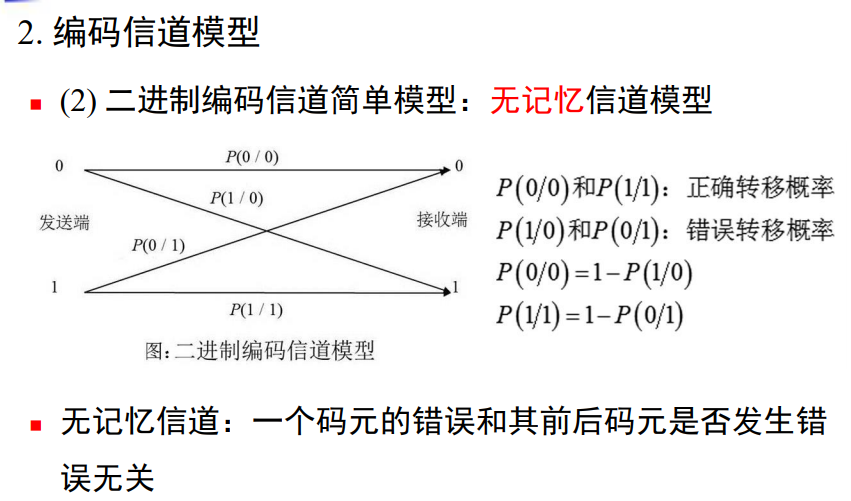 2. 编码信道模型
(2) 二进制编码信道简单模型：无记忆信道模型
P(0 / 0)
0
0
P(1 / 0)
发送端
接收端
P(0 / 1)
1
1
P(1 / 1)
图：二进制编码信道模型
P(0/0)和P(1/1)：正确转移概率
P(1/0)和P(0/1)：错误转移概率
P(0/0)=1−P(1/0)
P(1/1)=1−P(0/1)
无记忆信道：一个码元的错误和其前后码元是否发生错
误无关